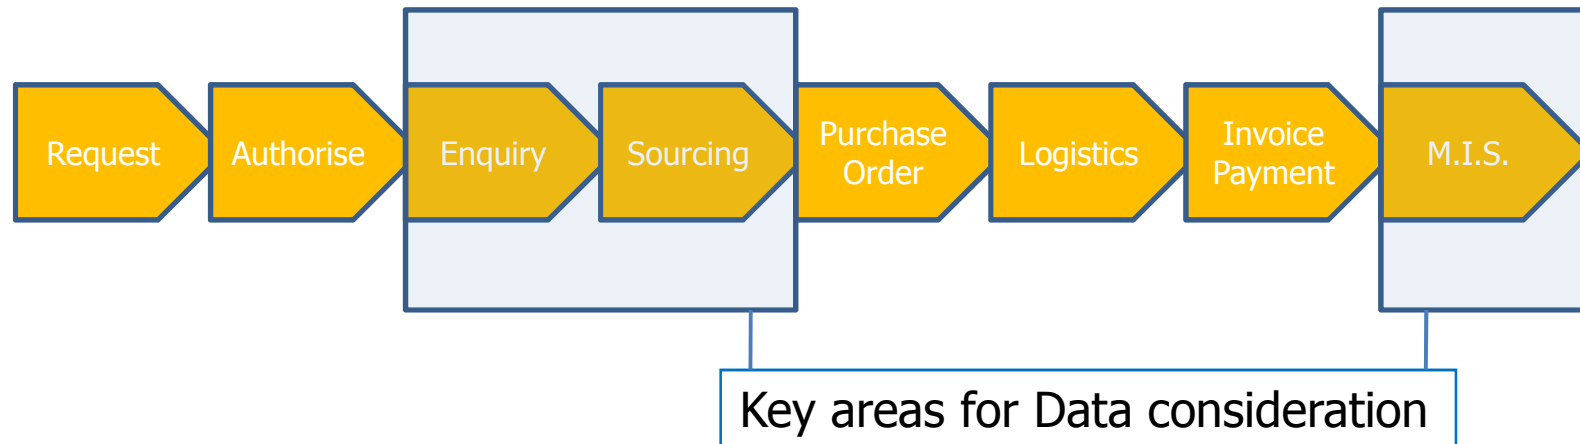 Request
Authorise
Enquiry
Sourcing
Purchase
Order
Logistics
Invoice
Payment
M.I.S.
Key areas for Data consideration